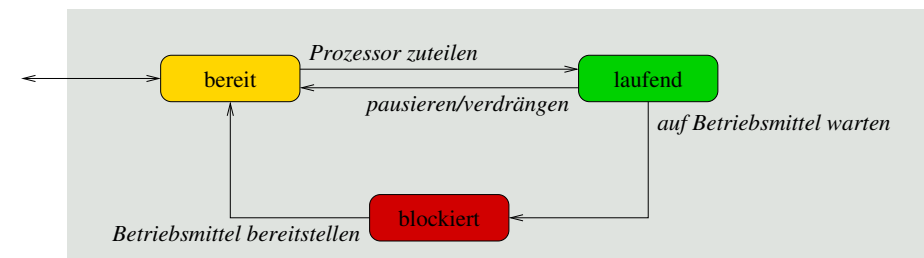 Prozessor zuteilen
bereit
laufend
pausieren/verdrängen
auf Betriebsmittel warten
blockiert
Betriebsmittel bereitstellen